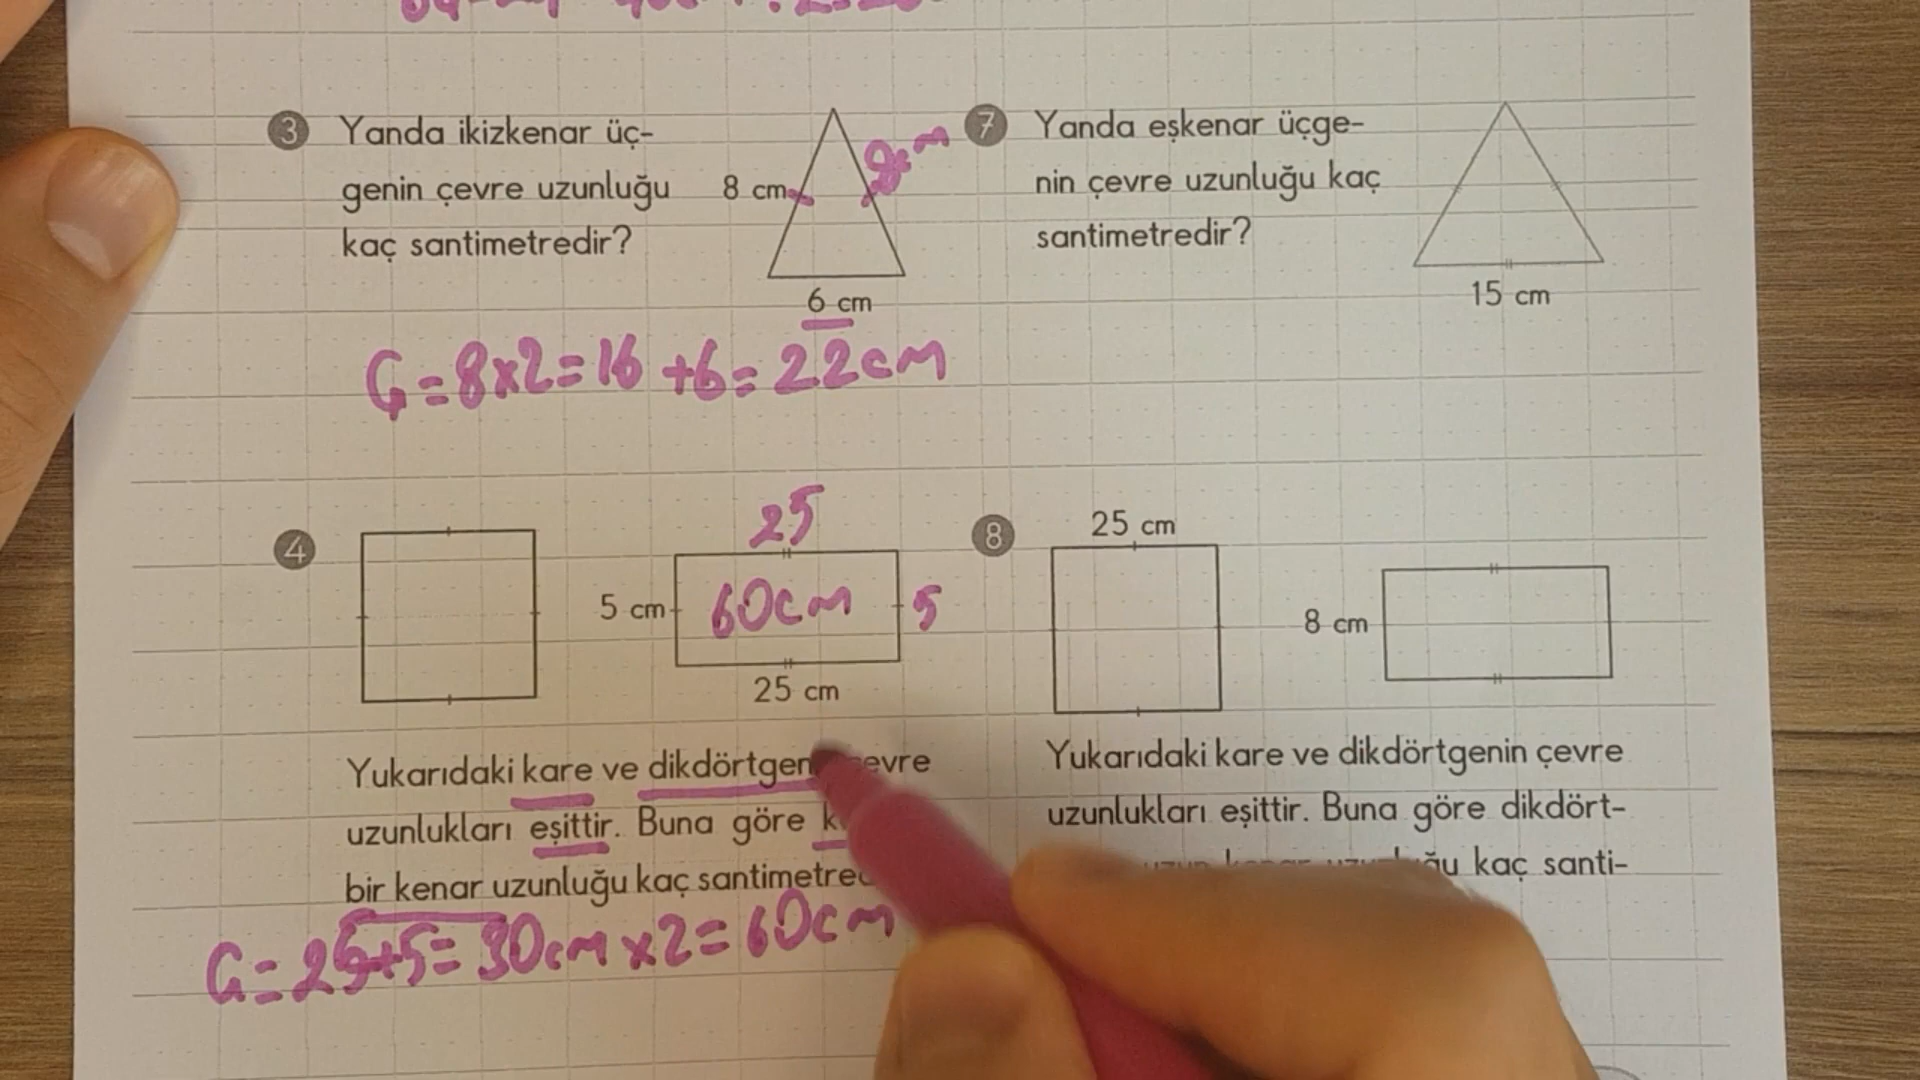 3 Yanda ikizkenar üç-
genin çevre uzunluğu
kaç santimetredir?
8 cm
8cm
6 cm
Ç=8x2=16 +6=22cm
7 Yanda eşkenar üçge-
nin çevre uzunluğu kaç
santimetredir?
15 cm
4
25
5 cm
60cm
5
25 cm
Yukarıdaki kare ve dikdörtgen çevre
uzunlukları eşittir. Buna göre
bir kenar uzunluğu kaç
Ç=25+5=30cm x2=60cm
8
25 cm
8 cm
Yukarıdaki kare ve dikdörtgenin çevre
uzunlukları eşittir. Buna göre dikdört-
kaç santi-